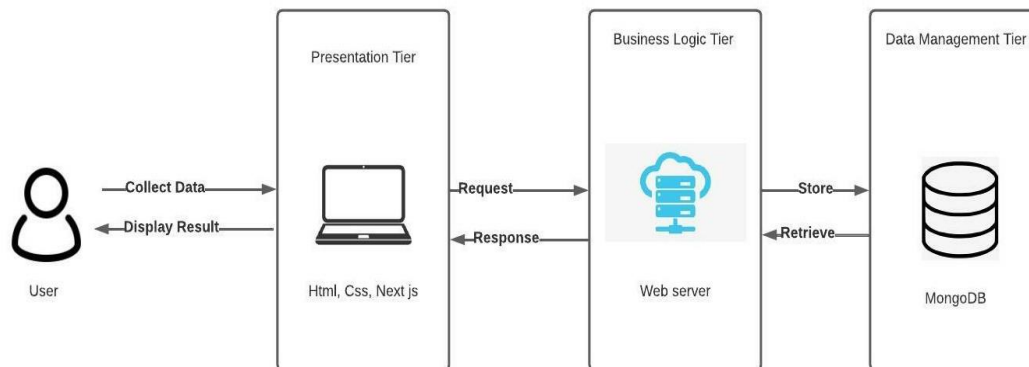 Presentation Tier
Business Logic Tier
Data Management Tier
Collect Data
Display Result
Request
Response
Store
Retrieve
User
Html, Css, Next js
Web server
MongoDB